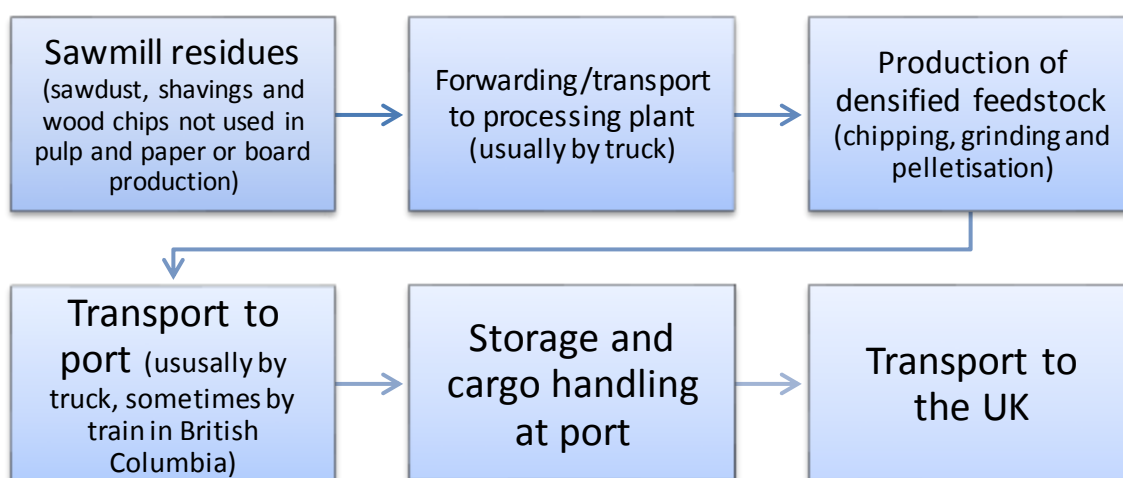 Sawmill residues
(sawdust, shavings and
wood chips not used in
pulp and paper or board
production)
Forwarding/transport
to processing plant
(usually by truck)
Production of
densified feedstock
(chipping, grinding and
pelletisation)
Transport to
port (ususally by
truck, sometimes by
train in British
Columbia)
Storage and
cargo handling
at port
Transport to
the UK